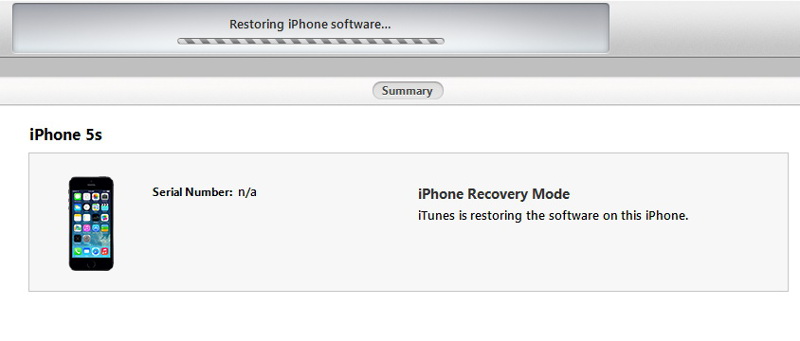 Restoring iPhone software...
Summary
iPhone 5s
Serial Number: n/a
iPhone Recovery Mode
iTunes is restoring the software on this iPhone.